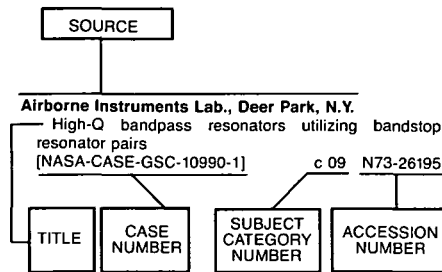 SOURCE
Airborne Instruments Lab., Deer Park, N.Y.
High-Q bandpass resonators utilizing bandstop
resonator pairs
[NASA-CASE-GSC-10990-1] c 09 N73-26195
TITLE
CASE
NUMBER
SUBJECT
CATEGORY
NUMBER
ACCESSION
NUMBER